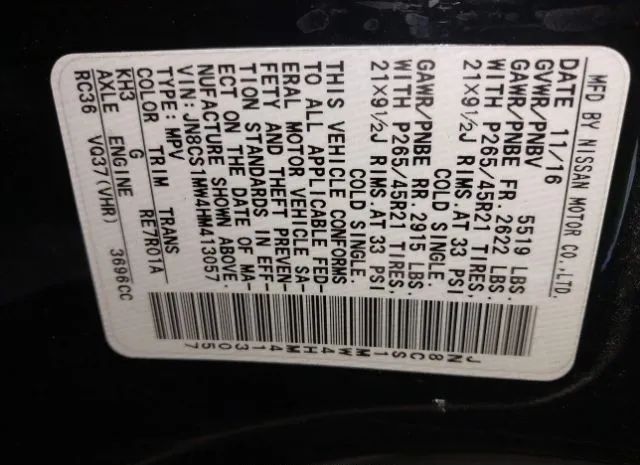 MFD BY NISSAN MOTOR CO.,LTD.
DATE 11/16
GVWR/PNBV 5519 LBS.
GAWR/PNBE FR. 2622 LBS.
WITH P265/45R21 TIRES,
21X9½J RIMS.AT 33 PSI
COLD SINGLE.
GAWR/PNBE RR. 2915 LBS.
WITH P265/45R21 TIRES,
21X9½J RIMS.AT 33 PSI
COLD SINGLE.
THIS VEHICLE CONFORMS
TO ALL APPLICABLE FED-
ERAL MOTOR VEHICLE SA-
FETY AND THEFT PREVEN-
TION STANDARDS IN EFF-
ECT ON THE DATE OF MA-
NUFACTURE SHOWN ABOVE.
VIN: JN8CS1MW4HM413057
TYPE: MPV
COLOR TRIM TRANS
KH3 G RE7R01A
AXLE ENGINE
RC36 VQ37(VHR) 3696CC
JN8CS1MW4HM413057